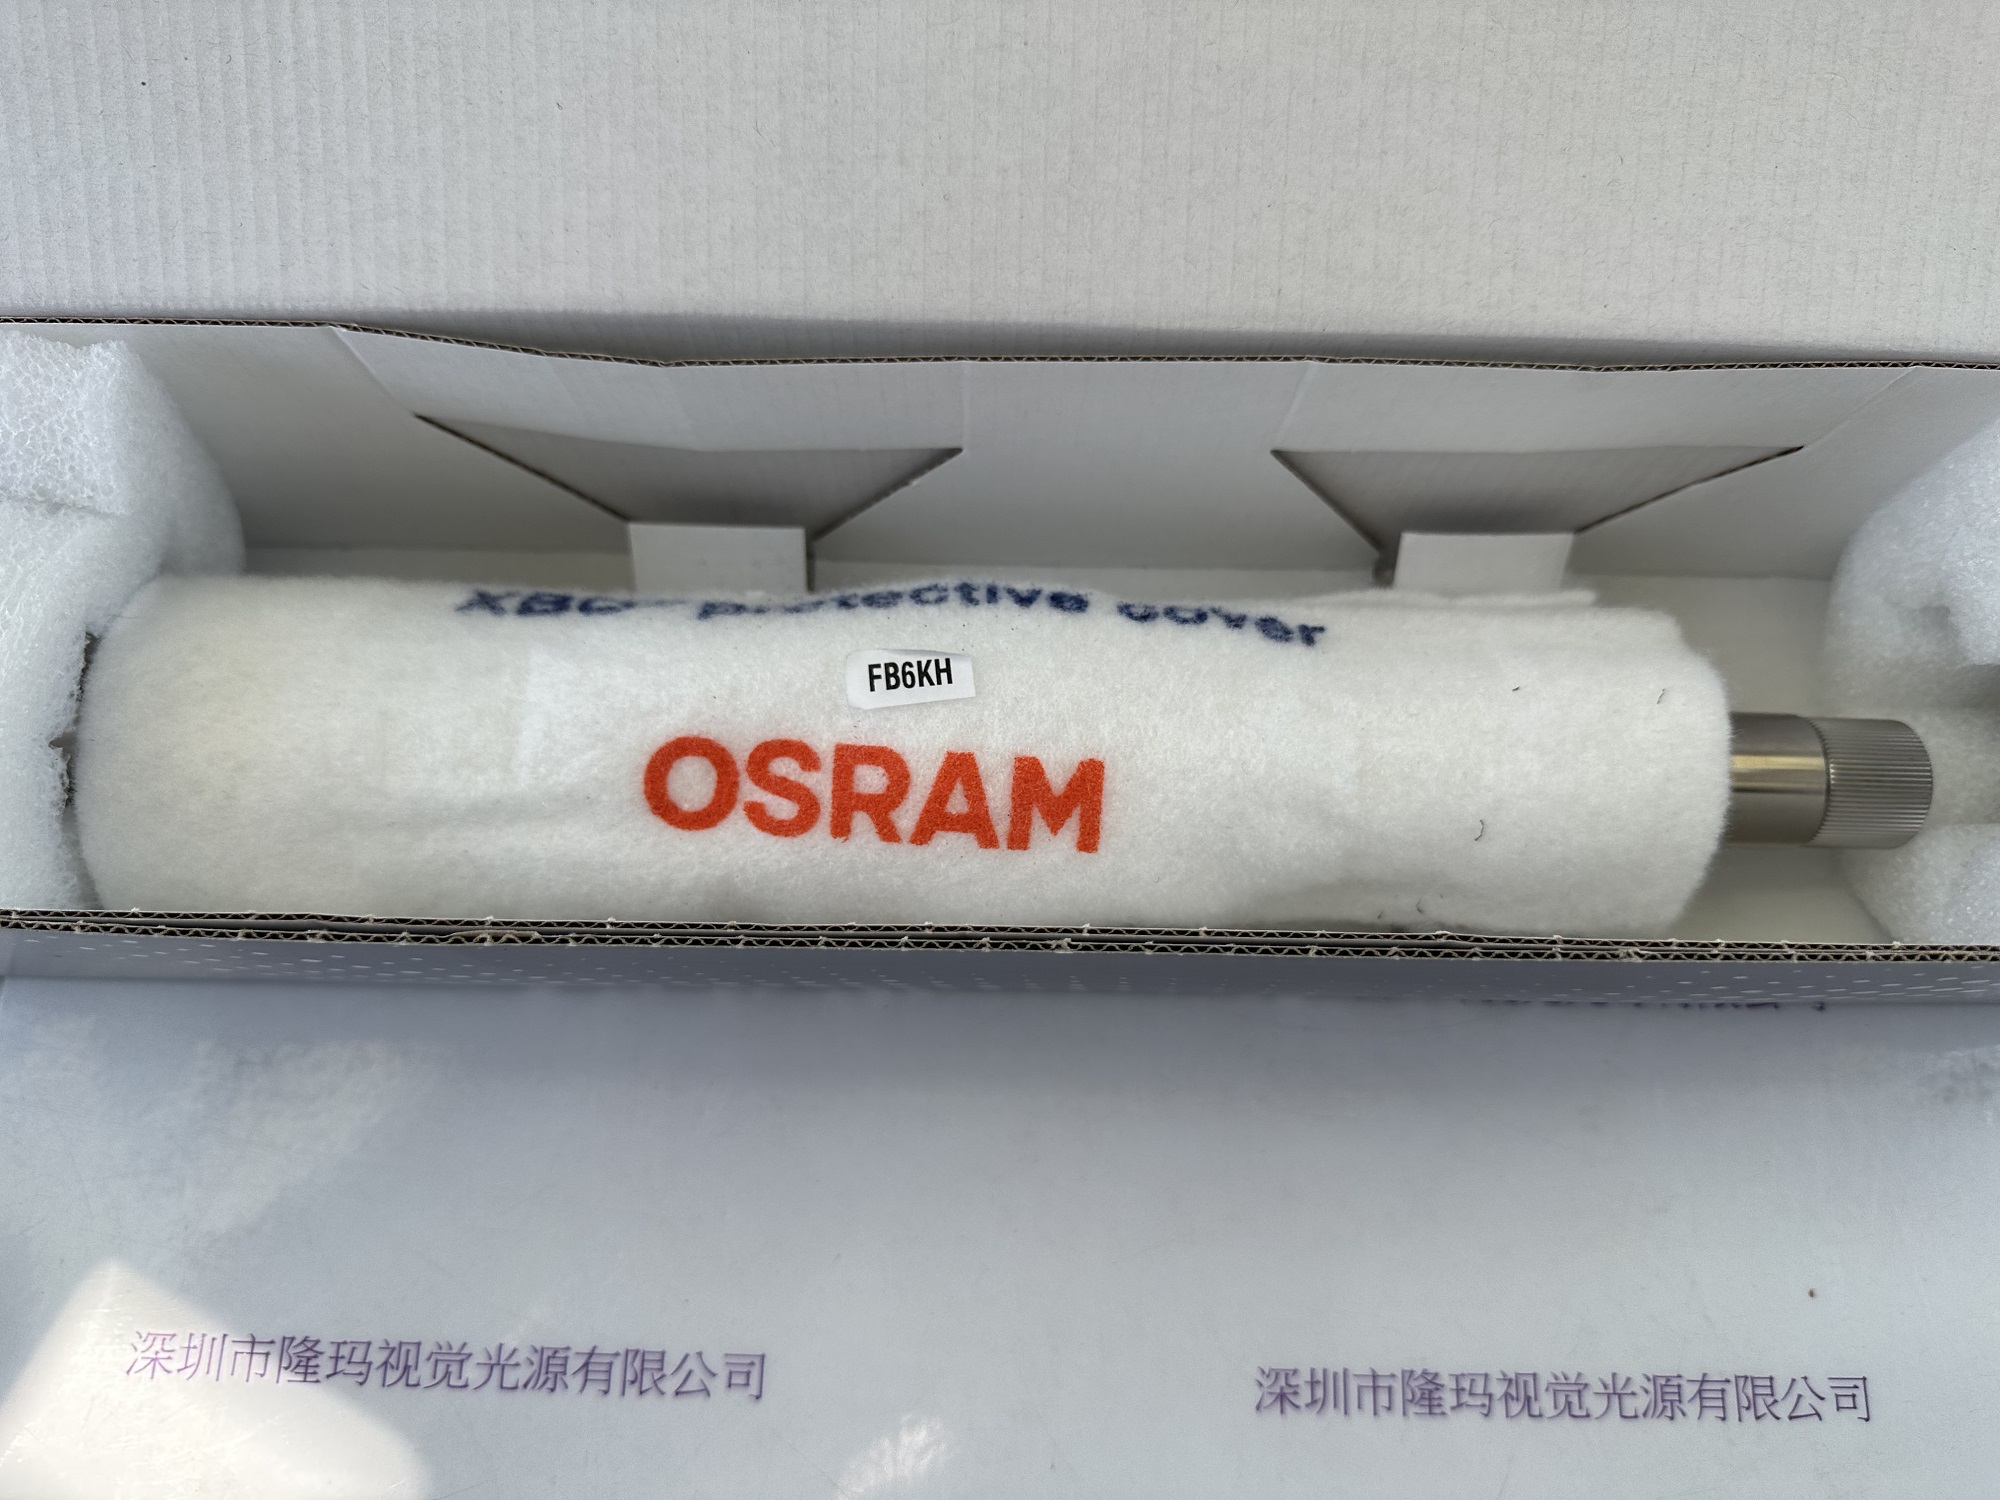 XBO® protective cover
FB6KH
OSRAM
深圳市隆玛视觉光源有限公司
深圳市隆玛视觉光源有限公司